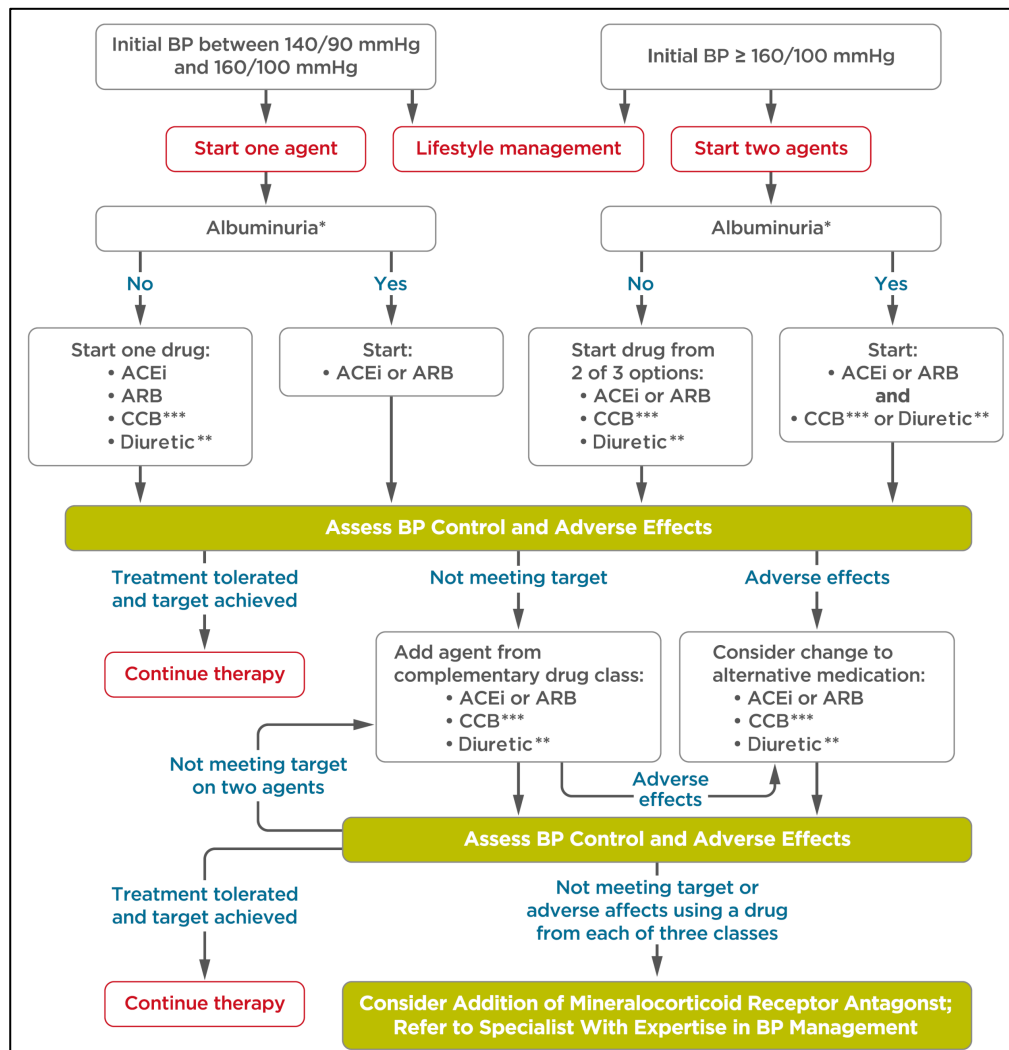 Initial BP between 140/90 mmHg
and 160/100 mmHg
Initial BP ≥ 160/100 mmHg
Start one agent
Lifestyle management
Start two agents
Albuminuria*
Albuminuria*
No
Yes
No
Yes
Start one drug:
• ACEi
• ARB
• CCB***
• Diuretic**
Start:
• ACEi or ARB
Start drug from
2 of 3 options:
• ACEi or ARB
• CCB***
• Diuretic**
Start:
• ACEi or ARB
and
• CCB*** or Diuretic**
Assess BP Control and Adverse Effects
Treatment tolerated
and target achieved
Not meeting target
Adverse effects
Continue therapy
Add agent from
complementary drug class:
• ACEi or ARB
• CCB***
• Diuretic**
Consider change to
alternative medication:
• ACEi or ARB
• CCB***
• Diuretic**
Not meeting target
on two agents
Adverse
effects
Assess BP Control and Adverse Effects
Treatment tolerated
and target achieved
Not meeting target or
adverse affects using a drug
from each of three classes
Continue therapy
Consider Addition of Mineralocorticoid Receptor Antagonst;
Refer to Specialist With Expertise in BP Management